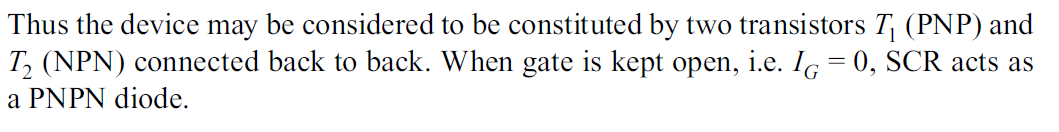 Thus the device may be considered to be constituted by two transistors T₁ (PNP) and
T₂ (NPN) connected back to back. When gate is kept open, i.e. I_G = 0, SCR acts as
a PNPN diode.